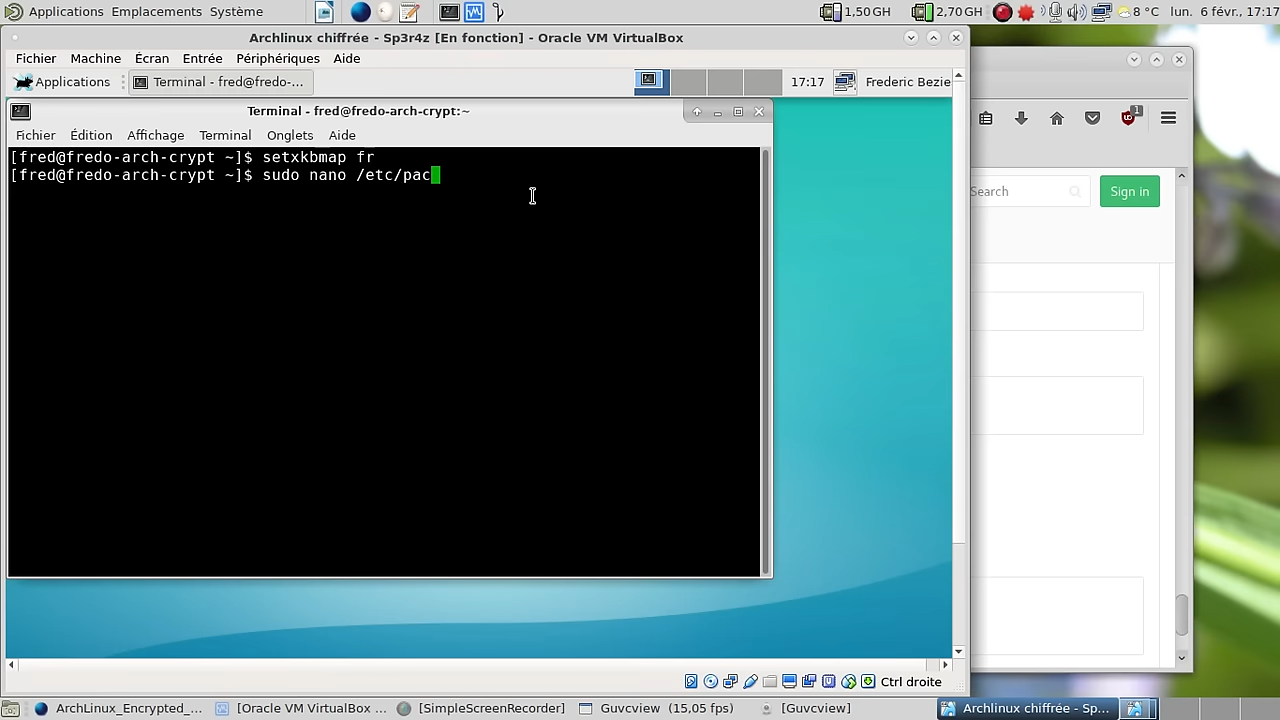 Applications Emplacements Système
1,50GH 2,70 GH 8 °C lun. 6 févr., 17:17
Archlinux chiffrée - Sp3r4z [En fonction] - Oracle VM VirtualBox
Fichier Machine Écran Entrée Périphériques Aide
Applications Terminal - fred@fredo-... 17:17 Frederic Bezie
Terminal - fred@fredo-arch-crypt:~
Fichier Édition Affichage Terminal Onglets Aide
[fred@fredo-arch-crypt ~]$ setxkbmap fr
[fred@fredo-arch-crypt ~]$ sudo nano /etc/pac
1
Search Sign in
Ctrl droite
ArchLinux_Encrypted_... [Oracle VM VirtualBox ... [SimpleScreenRecorder] Guvcview (15,05 fps) [Guvcview] Archlinux chiffrée - Sp...